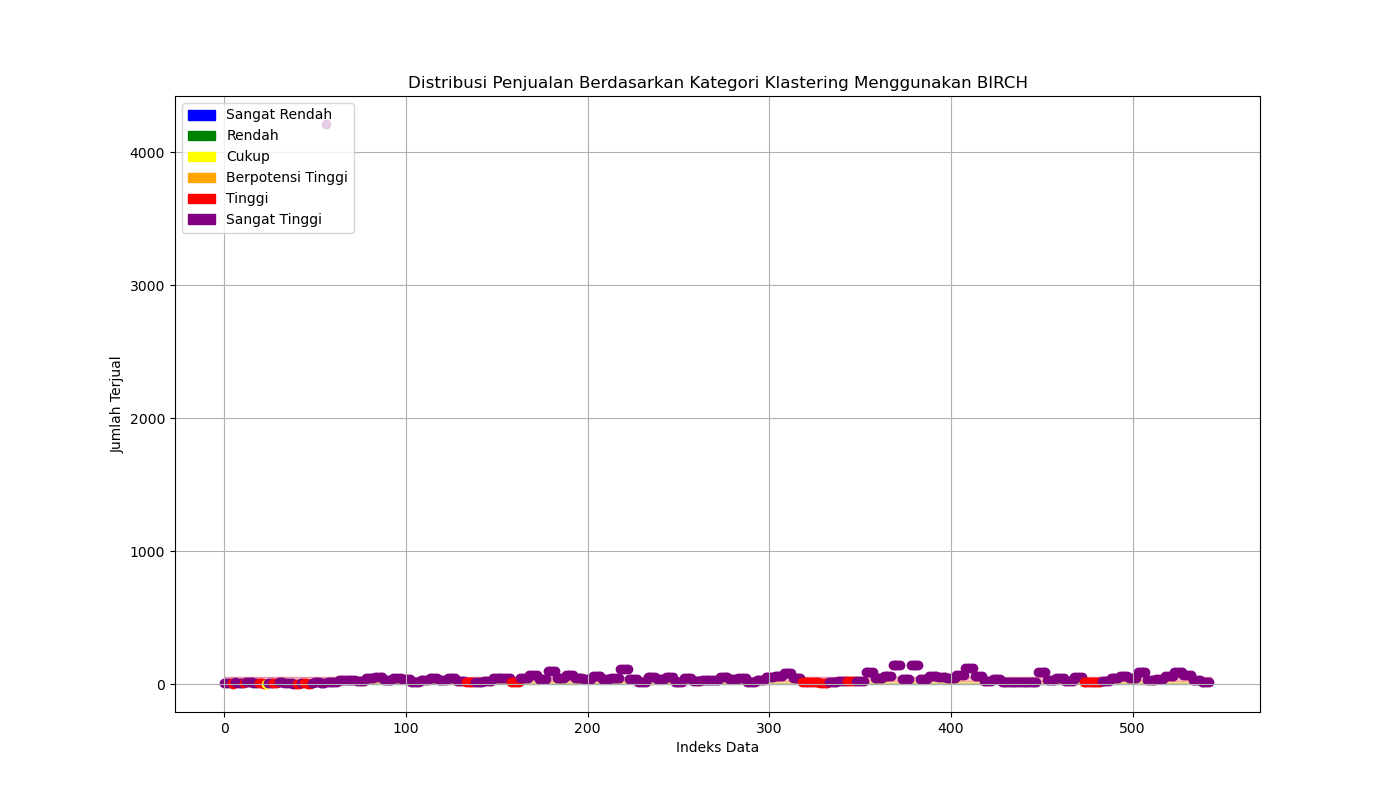 Distribusi Penjualan Berdasarkan Kategori Klastering Menggunakan BIRCH
Sangat Rendah
Rendah
Cukup
Berpotensi Tinggi
Tinggi
Sangat Tinggi
Jumlah Terjual
4000
3000
2000
1000
0
0 100 200 300 400 500
Indeks Data